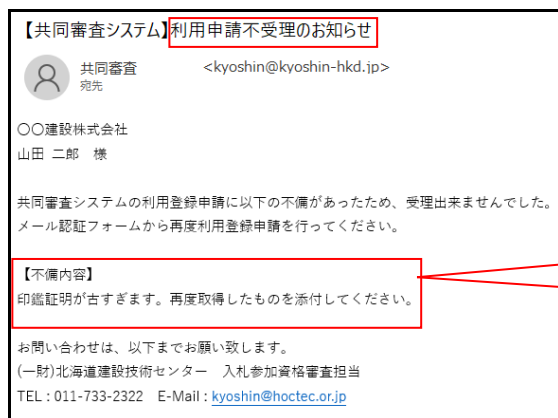 【共同審査システム】利用申請不受理のお知らせ
共同審査 <kyoshin@kyoshin-hkd.jp>
宛先
〇〇建設株式会社
山田 二郎 様
共同審査システムの利用登録申請に以下の不備があったため、受理出来ませんでした。
メール認証フォームから再度利用登録申請を行ってください。
【不備内容】
印鑑証明が古すぎます。再度取得したものを添付してください。
お問い合わせは、以下までお願い致します。
(一財)北海道建設技術センター 入札参加資格審査担当
TEL : 011-733-2322 E-Mail : kyoshin@hoctec.or.jp